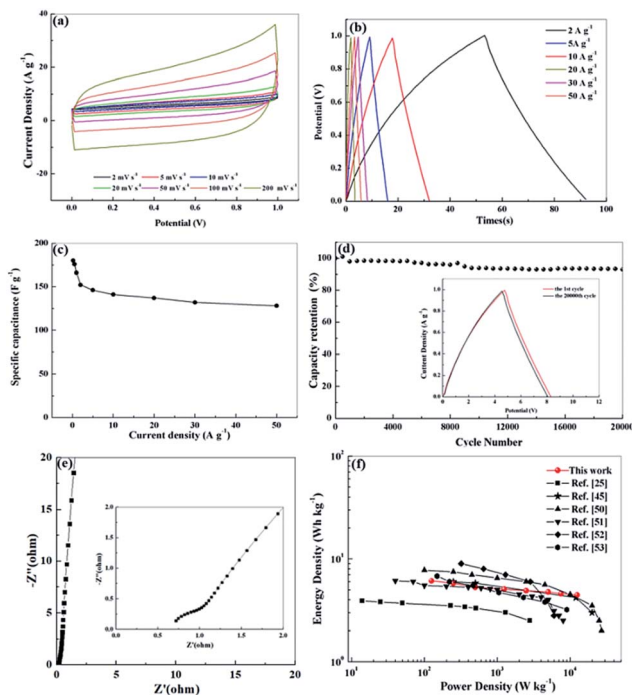 (a)
Current Density (A g⁻¹)
40
20
0
-20
2 mV s⁻¹ 5 mV s⁻¹ 10 mV s⁻¹
20 mV s⁻¹ 50 mV s⁻¹ 100 mV s⁻¹ 200 mV s⁻¹
0.0 0.2 0.4 0.6 0.8 1.0
Potential (V)
(b)
Potential (V)
1.0
0.8
0.6
0.4
0.2
0.0
2 A g⁻¹
5A g⁻¹
10 A g⁻¹
20 A g⁻¹
30 A g⁻¹
50 A g⁻¹
0 20 40 60 80 100
Times(s)
(c)
Specific capacitance (F g⁻¹)
250
200
150
100
50
0
0 10 20 30 40 50
Current density (A g⁻¹)
(d)
Capacity retention (%)
120
100
80
60
40
20
0
the 1st cycle
the 20000th cycle
Current Density (A g⁻¹)
1.0
0.8
0.6
0.4
0.2
0.0
0 2 4 6 8 10 12
Potential (V)
0 4000 8000 12000 16000 20000
Cycle Number
(e)
-Z''(ohm)
20
15
10
5
0
-Z''(ohm)
2.0
1.5
1.0
0.5
0.0
0.0 0.5 1.0 1.5 2.0
Z'(ohm)
0 5 10 15 20
Z'(ohm)
(f)
Energy Density (Wh kg⁻¹)
10²
10¹
10⁰
This work
Ref. [25]
Ref. [45]
Ref. [50]
Ref. [51]
Ref. [52]
Ref. [53]
10¹ 10² 10³ 10⁴
Power Density (W kg⁻¹)